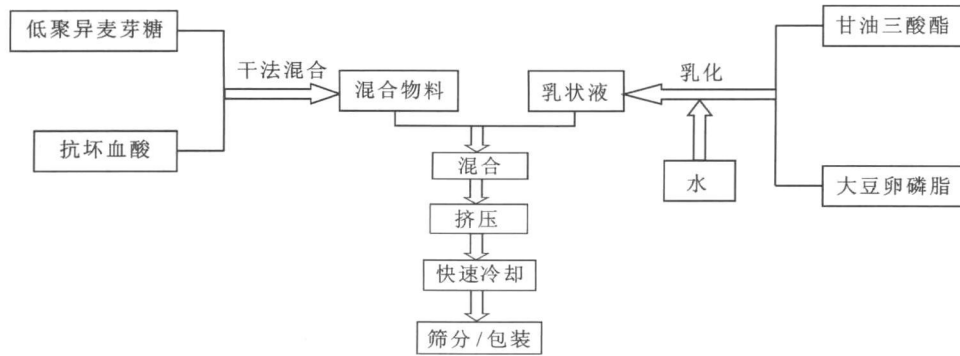 低聚异麦芽糖
抗坏血酸
干法混合
混合物料
乳状液
乳化
水
甘油三酸酯
大豆卵磷脂
混合
挤压
快速冷却
筛分/包装